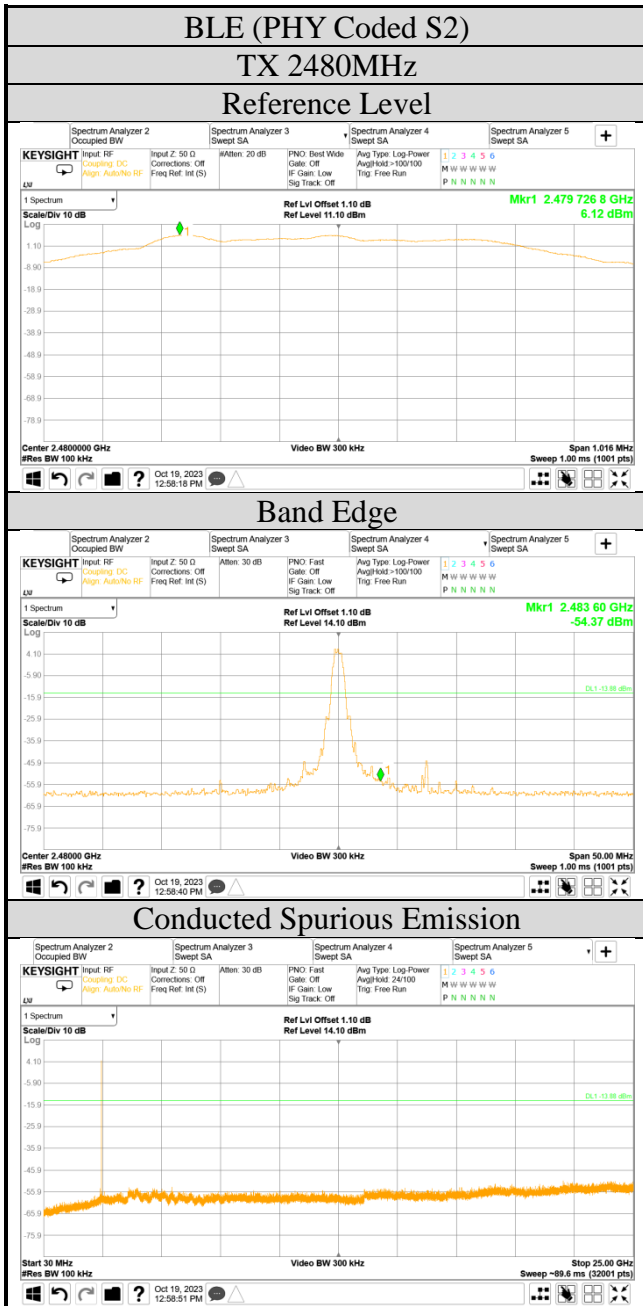 BLE (PHY Coded S2)
TX 2480MHz
Reference Level
Spectrum Analyzer 2 Spectrum Analyzer 3 Spectrum Analyzer 4 Spectrum Analyzer 5
Occupied BW Swept SA Swept SA Swept SA
KEYSIGHT Input: RF Input Z: 50 Ω #Atten: 20 dB PNO: Best Wide Avg Type: Log-Power 1 2 3 4 5 6
Coupling: DC Corrections: Off Gate: Off Avg|Hold:>100/100 M W W W W W
Align: Auto/No RF Freq Ref: Int (S) IF Gain: Low Trig: Free Run
Sig Track: Off P N N N N N
LXI
1 Spectrum Ref Lvl Offset 1.10 dB Mkr1 2.479 726 8 GHz
Scale/Div 10 dB Ref Level 11.10 dBm 6.12 dBm
Log
1
1.10
-8.90
-18.9
-28.9
-38.9
-48.9
-58.9
-68.9
-78.9
Center 2.4800000 GHz Video BW 300 kHz Span 1.016 MHz
#Res BW 100 kHz Sweep 1.00 ms (1001 pts)
? Oct 19, 2023
12:58:18 PM
Band Edge
Spectrum Analyzer 2 Spectrum Analyzer 3 Spectrum Analyzer 4 Spectrum Analyzer 5
Occupied BW Swept SA Swept SA Swept SA
KEYSIGHT Input: RF Input Z: 50 Ω Atten: 30 dB PNO: Fast Avg Type: Log-Power 1 2 3 4 5 6
Coupling: DC Corrections: Off Gate: Off Avg|Hold:>100/100 M W W W W W
Align: Auto/No RF Freq Ref: Int (S) IF Gain: Low Trig: Free Run
Sig Track: Off P N N N N N
LXI
1 Spectrum Ref Lvl Offset 1.10 dB Mkr1 2.483 60 GHz
Scale/Div 10 dB Ref Level 14.10 dBm -54.37 dBm
Log
4.10
-5.90
DL1 -13.88 dBm
-15.9
-25.9
-35.9
-45.9
1
-55.9
-65.9
-75.9
Center 2.48000 GHz Video BW 300 kHz Span 50.00 MHz
#Res BW 100 kHz Sweep 1.00 ms (1001 pts)
? Oct 19, 2023
12:58:40 PM
Conducted Spurious Emission
Spectrum Analyzer 2 Spectrum Analyzer 3 Spectrum Analyzer 4 Spectrum Analyzer 5
Occupied BW Swept SA Swept SA Swept SA
KEYSIGHT Input: RF Input Z: 50 Ω Atten: 30 dB PNO: Fast Avg Type: Log-Power 1 2 3 4 5 6
Coupling: DC Corrections: Off Gate: Off Avg|Hold: 24/100 M W W W W W
Align: Auto/No RF Freq Ref: Int (S) IF Gain: Low Trig: Free Run
Sig Track: Off P N N N N N
LXI
1 Spectrum Ref Lvl Offset 1.10 dB
Scale/Div 10 dB Ref Level 14.10 dBm
Log
4.10
-5.90
DL1 -13.88 dBm
-15.9
-25.9
-35.9
-45.9
-55.9
-65.9
-75.9
Start 30 MHz Video BW 300 kHz Stop 25.00 GHz
#Res BW 100 kHz Sweep ~89.6 ms (32001 pts)
? Oct 19, 2023
12:58:51 PM